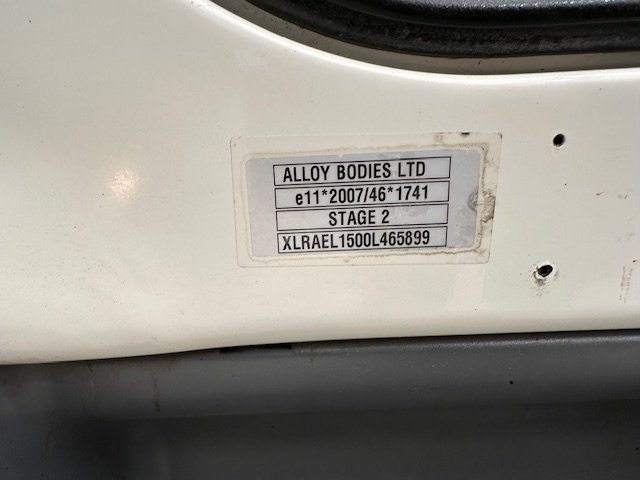 ALLOY BODIES LTD
e11*2007/46*1741
STAGE 2
XLRAEL1500L465899